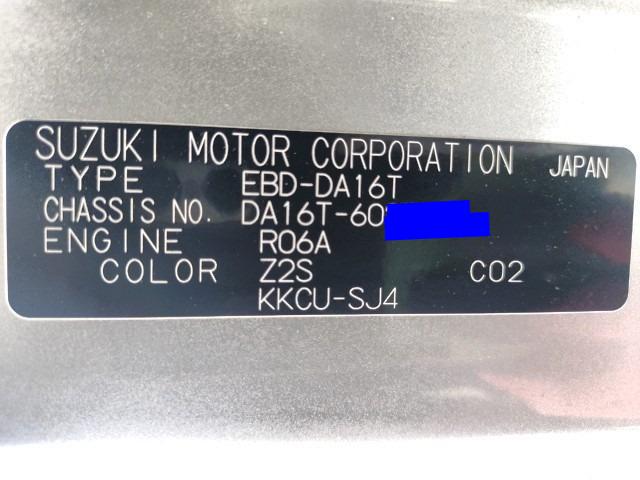 SUZUKI MOTOR CORPORATION JAPAN
TYPE EBD-DA16T
CHASSIS NO. DA16T-60
ENGINE R06A
COLOR Z2S C02
KKCU-SJ4